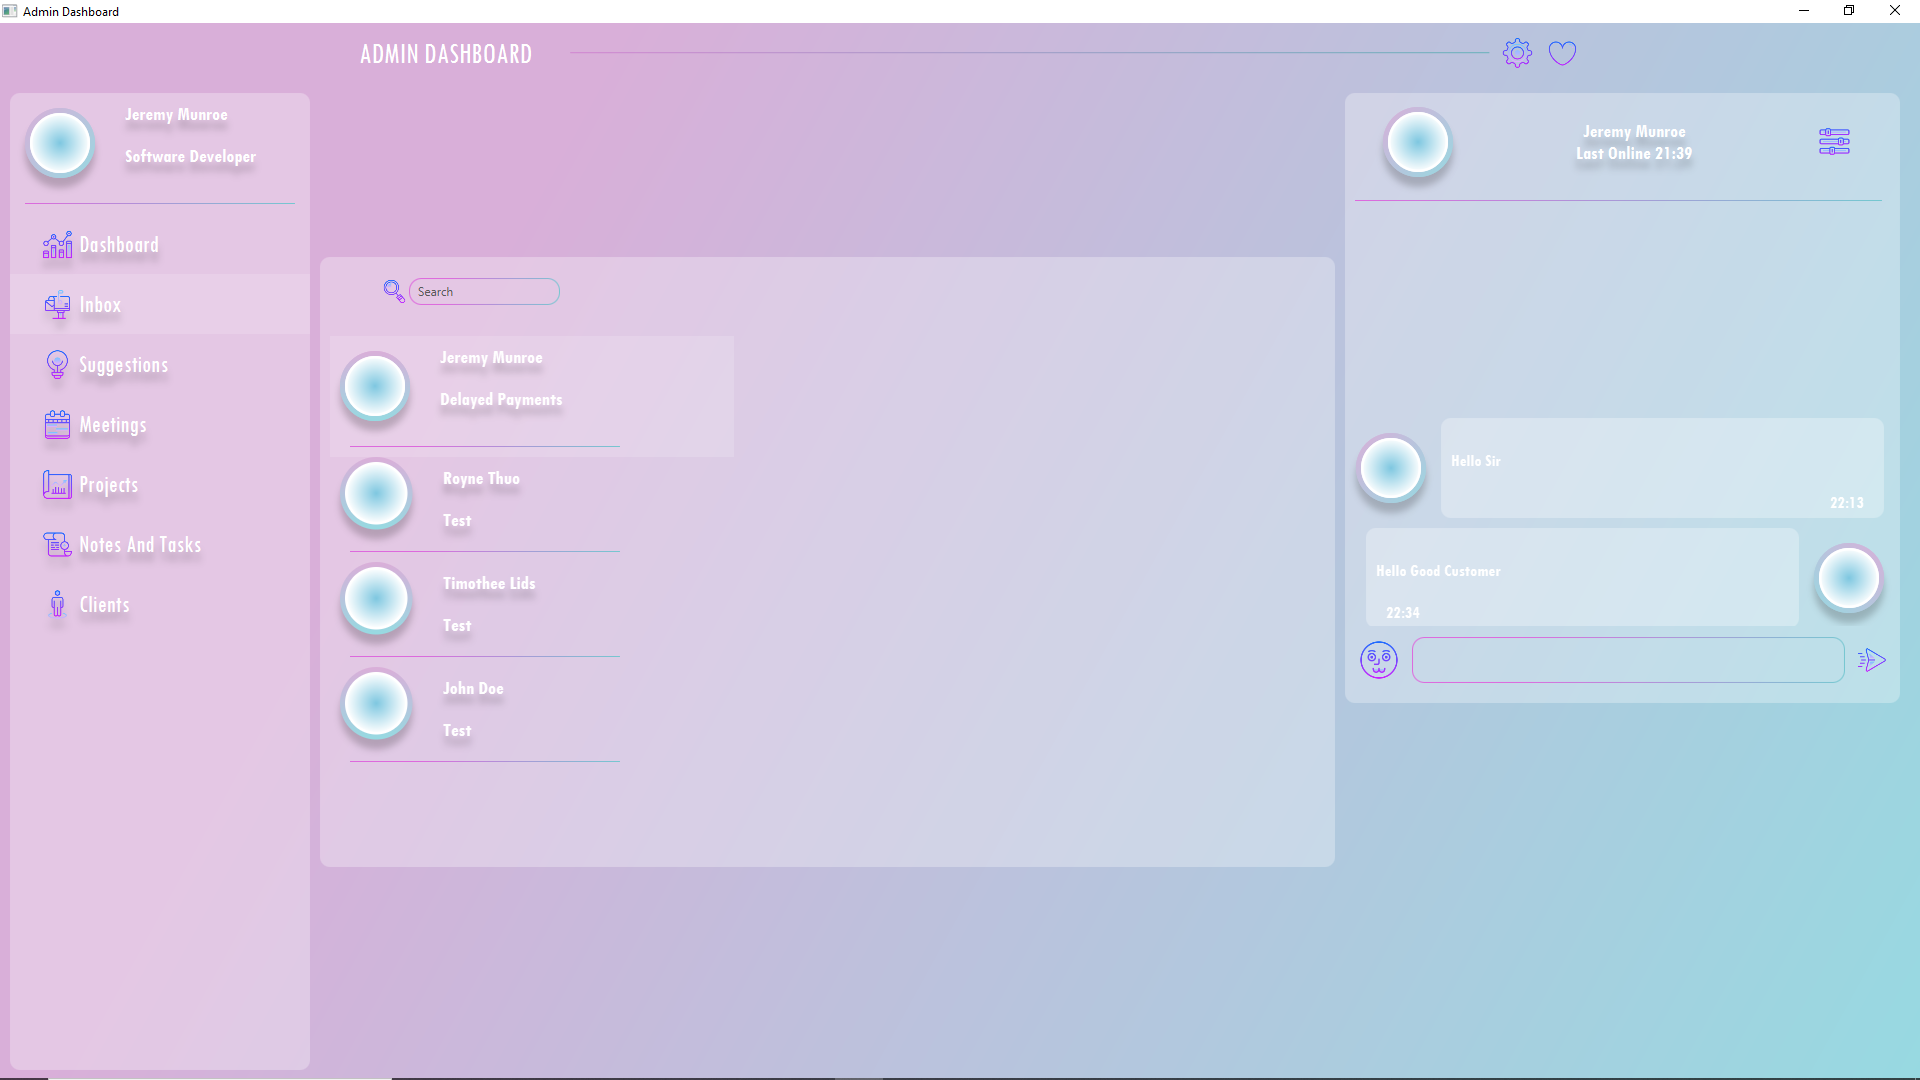 Admin Dashboard
ADMIN DASHBOARD
Jeremy Munroe
Software Developer
Dashboard
Inbox
Suggestions
Meetings
Projects
Notes And Tasks
Clients
Search
Jeremy Munroe
Delayed Payments
Royne Thuo
Test
Timothee Lids
Test
John Doe
Test
Jeremy Munroe
Last Online 21:39
Hello Sir
22:13
Hello Good Customer
22:34